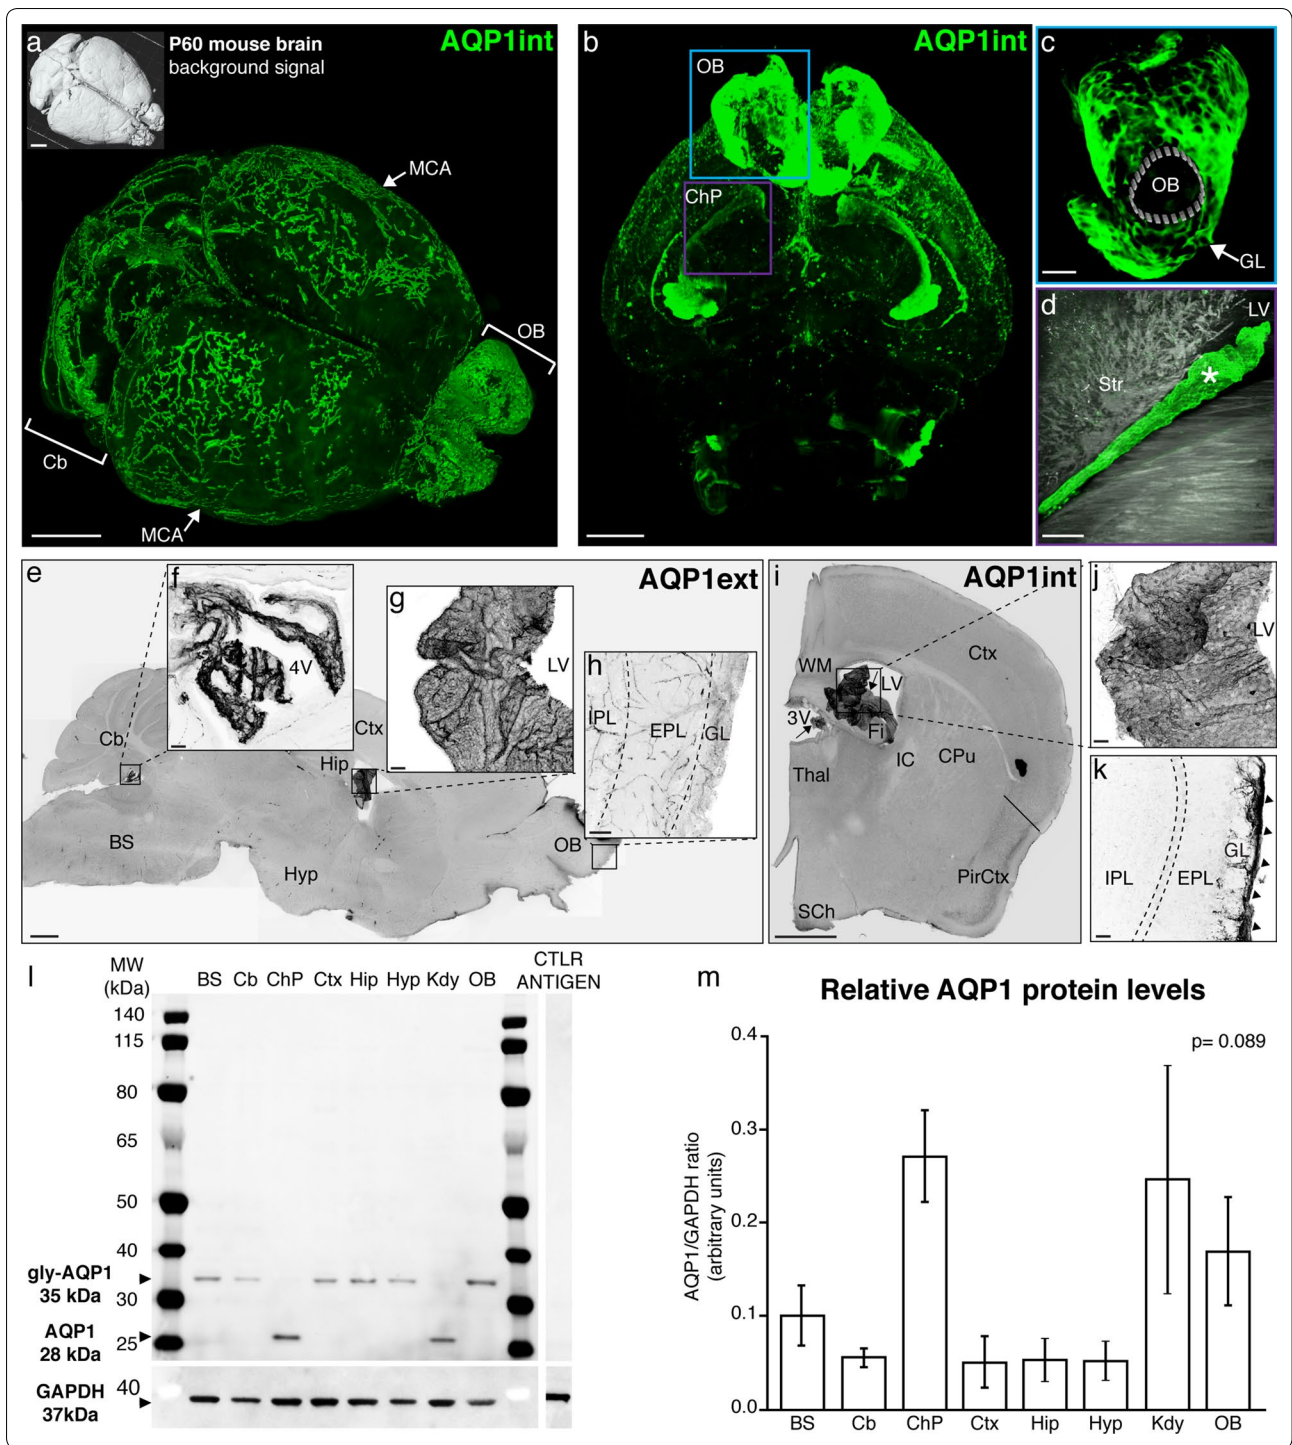 a
P60 mouse brain
background signal
AQP1int
MCA
OB
Cb
MCA
b
AQP1int
OB
ChP
c
OB
GL
d
LV
Str
*
e
AQP1ext
f
4V
g
LV
h
IPL
EPL
GL
Cb
Ctx
Hip
BS
Hyp
OB
i
AQP1int
Ctx
WM
LV
3V
Fi
IC
CPu
Thal
PirCtx
SCh
j
LV
k
GL
IPL
EPL
l
MW
(kDa)
BS Cb ChP Ctx Hip Hyp Kdy OB
CTLR
ANTIGEN
140
115
80
65
50
40
gly-AQP1
35 kDa
30
AQP1
28 kDa
25
40
GAPDH
37kDa
m
Relative AQP1 protein levels
p= 0.089
AQP1/GAPDH ratio
(arbitrary units)
0.4
0.3
0.2
0.1
0.0
BS Cb ChP Ctx Hip Hyp Kdy OB